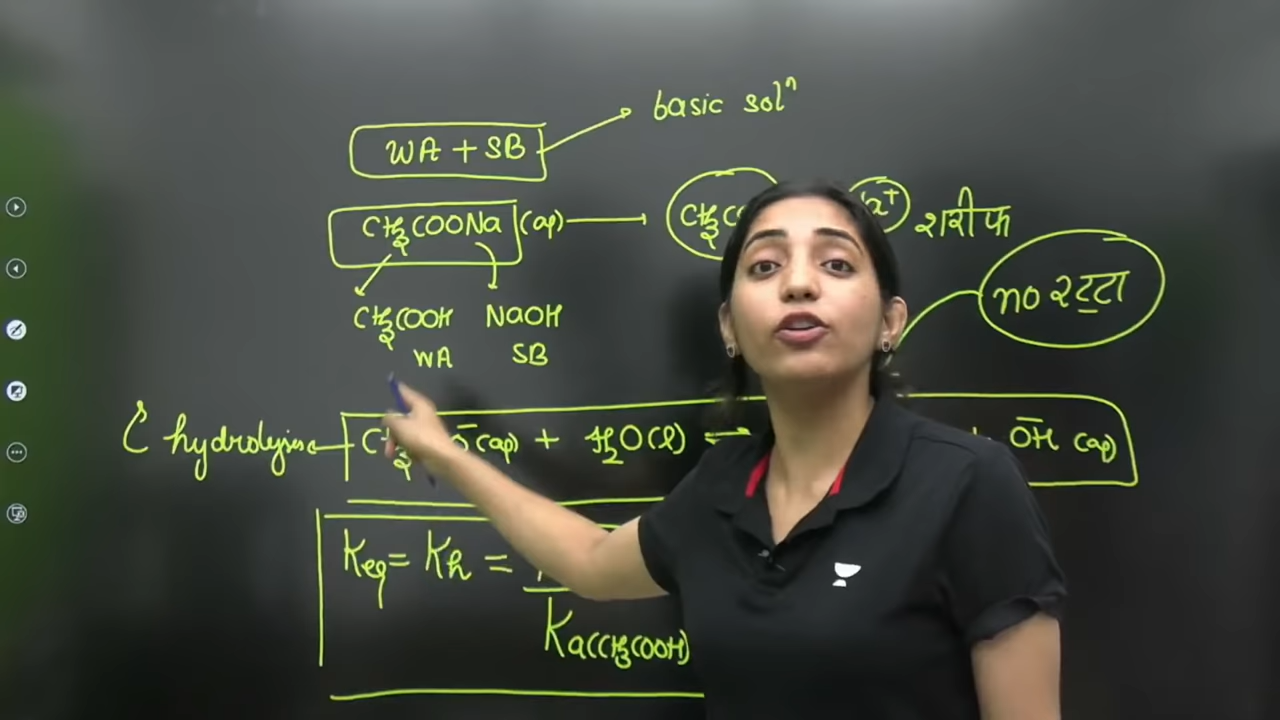 WA + SB
basic solⁿ
CH₃COONa (aq)
शरीफ
CH₃COOH NaOH
WA SB
no रट्टा
hydrolysis
(aq) + H₂O(l) ⇌ + OH⁻ (aq)
Keq = Kh =
Ka(CH₃COOH)